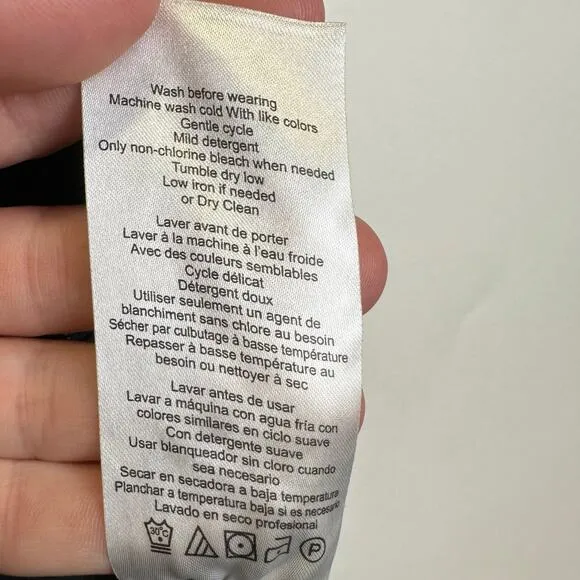 Wash before wearing
Machine wash cold With like colors
Gentle cycle
Mild detergent
Only non-chlorine bleach when needed
Tumble dry low
Low iron if needed
or Dry Clean
Laver avant de porter
Laver à la machine à l'eau froide
Avec des couleurs semblables
Cycle délicat
Détergent doux
Utiliser seulement un agent de
blanchiment sans chlore au besoin
Sécher par culbutage à basse température
Repasser à basse température au
besoin ou nettoyer à sec
Lavar antes de usar
Lavar a máquina con agua fría con
colores similares en ciclo suave
Con detergente suave
Usar blanqueador sin cloro cuando
sea necesario
Secar en secadora a baja temperatura
Planchar a temperatura baja si es necesario
Lavado en seco profesional
30°C P